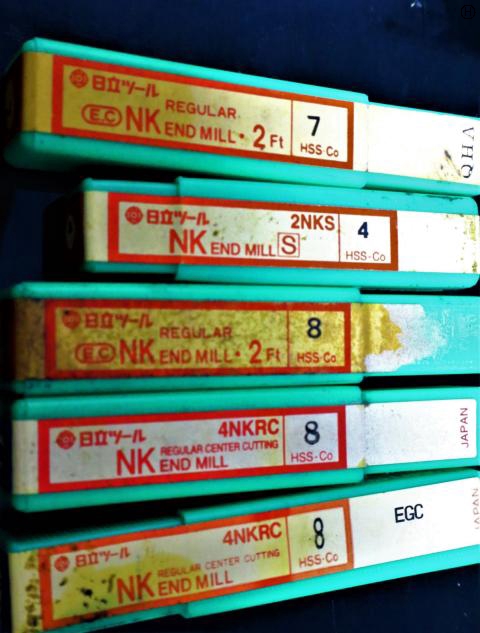 日立ツール
REGULAR
E.C NK END MILL・2Ft
7
HSS-Co
VHQ
日立ツール
2NKS
NK END MILL S
4
HSS-Co
日立ツール
REGULAR
E.C NK END MILL・2Ft
8
HSS-Co
日立ツール
4NKRC
REGULAR CENTER CUTTING
NK END MILL
8
HSS-Co
JAPAN
日立ツール
4NKRC
REGULAR CENTER CUTTING
NK END MILL
8
HSS-Co
EGC
JAPAN